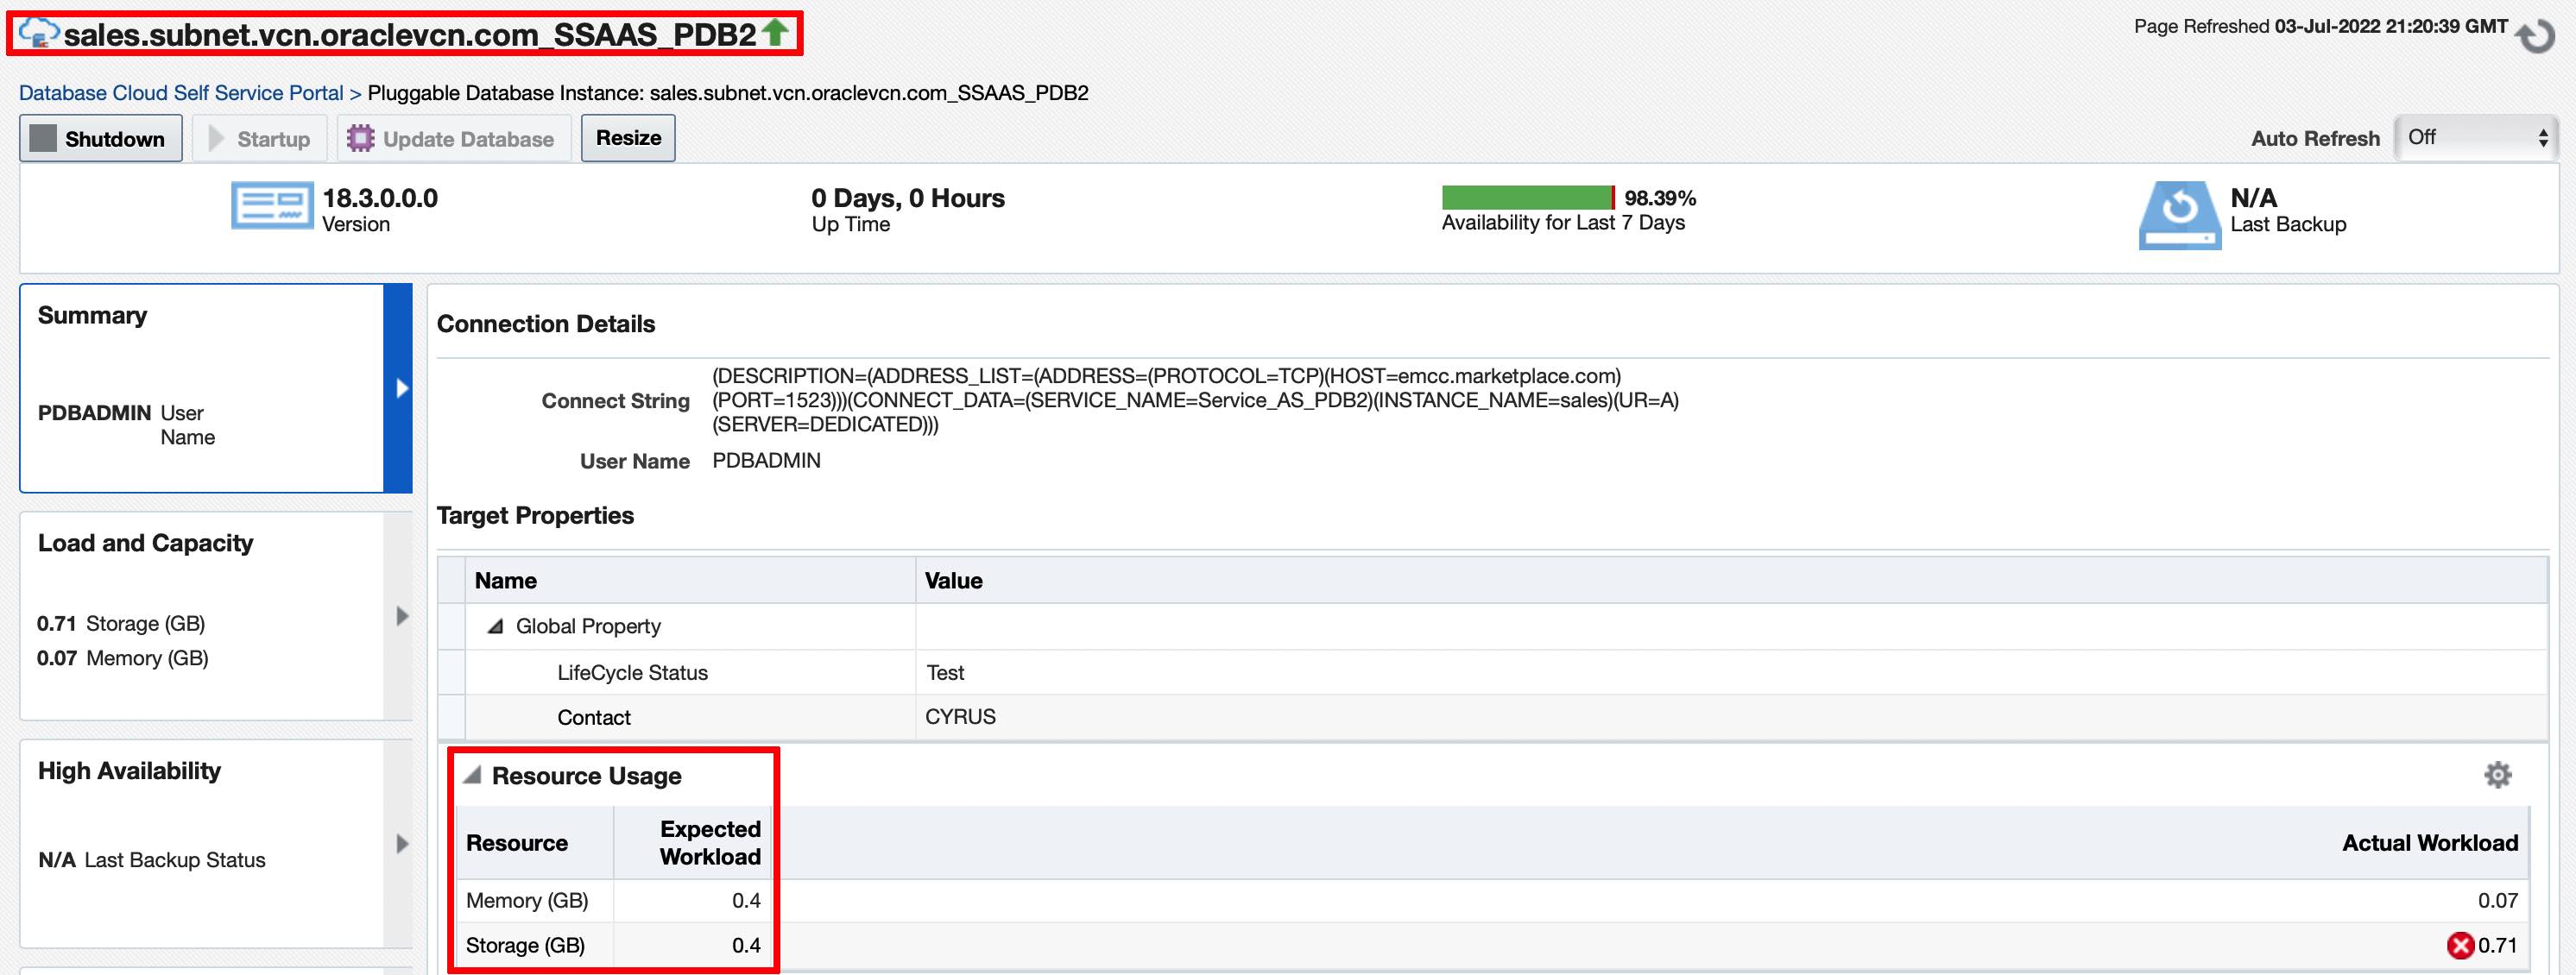 sales.subnet.vcn.oraclevcn.com_SSAAS_PDB2
Page Refreshed 03-Jul-2022 21:20:39 GMT
Database Cloud Self Service Portal > Pluggable Database Instance: sales.subnet.vcn.oraclevcn.com_SSAAS_PDB2
Shutdown Startup Update Database Resize
Auto Refresh Off
18.3.0.0.0
Version
0 Days, 0 Hours
Up Time
98.39%
Availability for Last 7 Days
N/A
Last Backup
Summary
PDBADMIN User
Name
Load and Capacity
0.71 Storage (GB)
0.07 Memory (GB)
High Availability
N/A Last Backup Status
Connection Details
Connect String
(DESCRIPTION=(ADDRESS_LIST=(ADDRESS=(PROTOCOL=TCP)(HOST=emcc.marketplace.com)
(PORT=1523)))(CONNECT_DATA=(SERVICE_NAME=Service_AS_PDB2)(INSTANCE_NAME=sales)(UR=A)
(SERVER=DEDICATED)))
User Name PDBADMIN
Target Properties
Name Value
Global Property
LifeCycle Status Test
Contact CYRUS
Resource Usage
Resource Expected
Workload Actual Workload
Memory (GB) 0.4 0.07
Storage (GB) 0.4 0.71